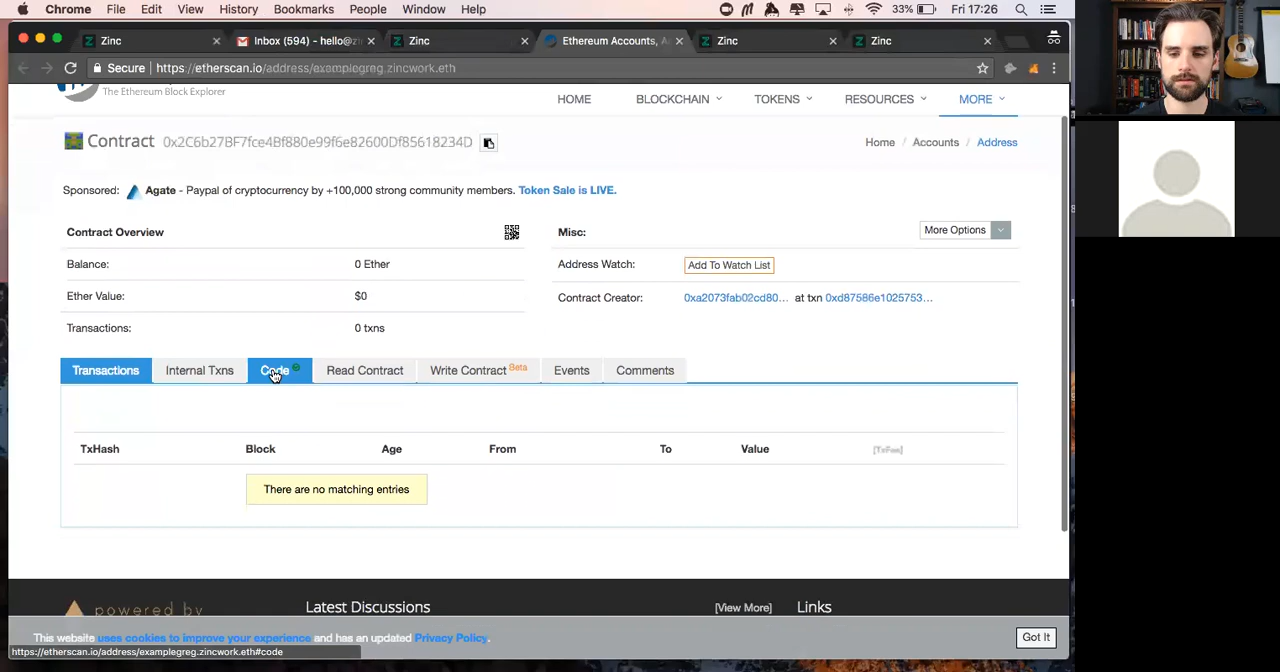 Chrome File Edit View History Bookmarks People Window Help 33% Fri 17:26
Zinc Inbox (594) - hello@zi Zinc Ethereum Accounts, A Zinc Zinc
Secure https://etherscan.io/address/examplegreg.zincwork.eth
The Ethereum Block Explorer
HOME BLOCKCHAIN TOKENS RESOURCES MORE
Contract 0x2C6b27BF7fce4Bf880e99f6e82600Df85618234D
Home / Accounts / Address
Sponsored: Agate - Paypal of cryptocurrency by +100,000 strong community members. Token Sale is LIVE.
Contract Overview
Misc:
More Options
Balance: 0 Ether
Address Watch: Add To Watch List
Ether Value: $0
Contract Creator: 0xa2073fab02cd80... at txn 0xd87586e1025753...
Transactions: 0 txns
Transactions Internal Txns Code Read Contract Write Contract Beta Events Comments
TxHash Block Age From To Value [TxFee]
There are no matching entries
powered by
Latest Discussions
[View More]
Links
This website uses cookies to improve your experience and has an updated Privacy Policy.
Got It
https://etherscan.io/address/examplegreg.zincwork.eth#code